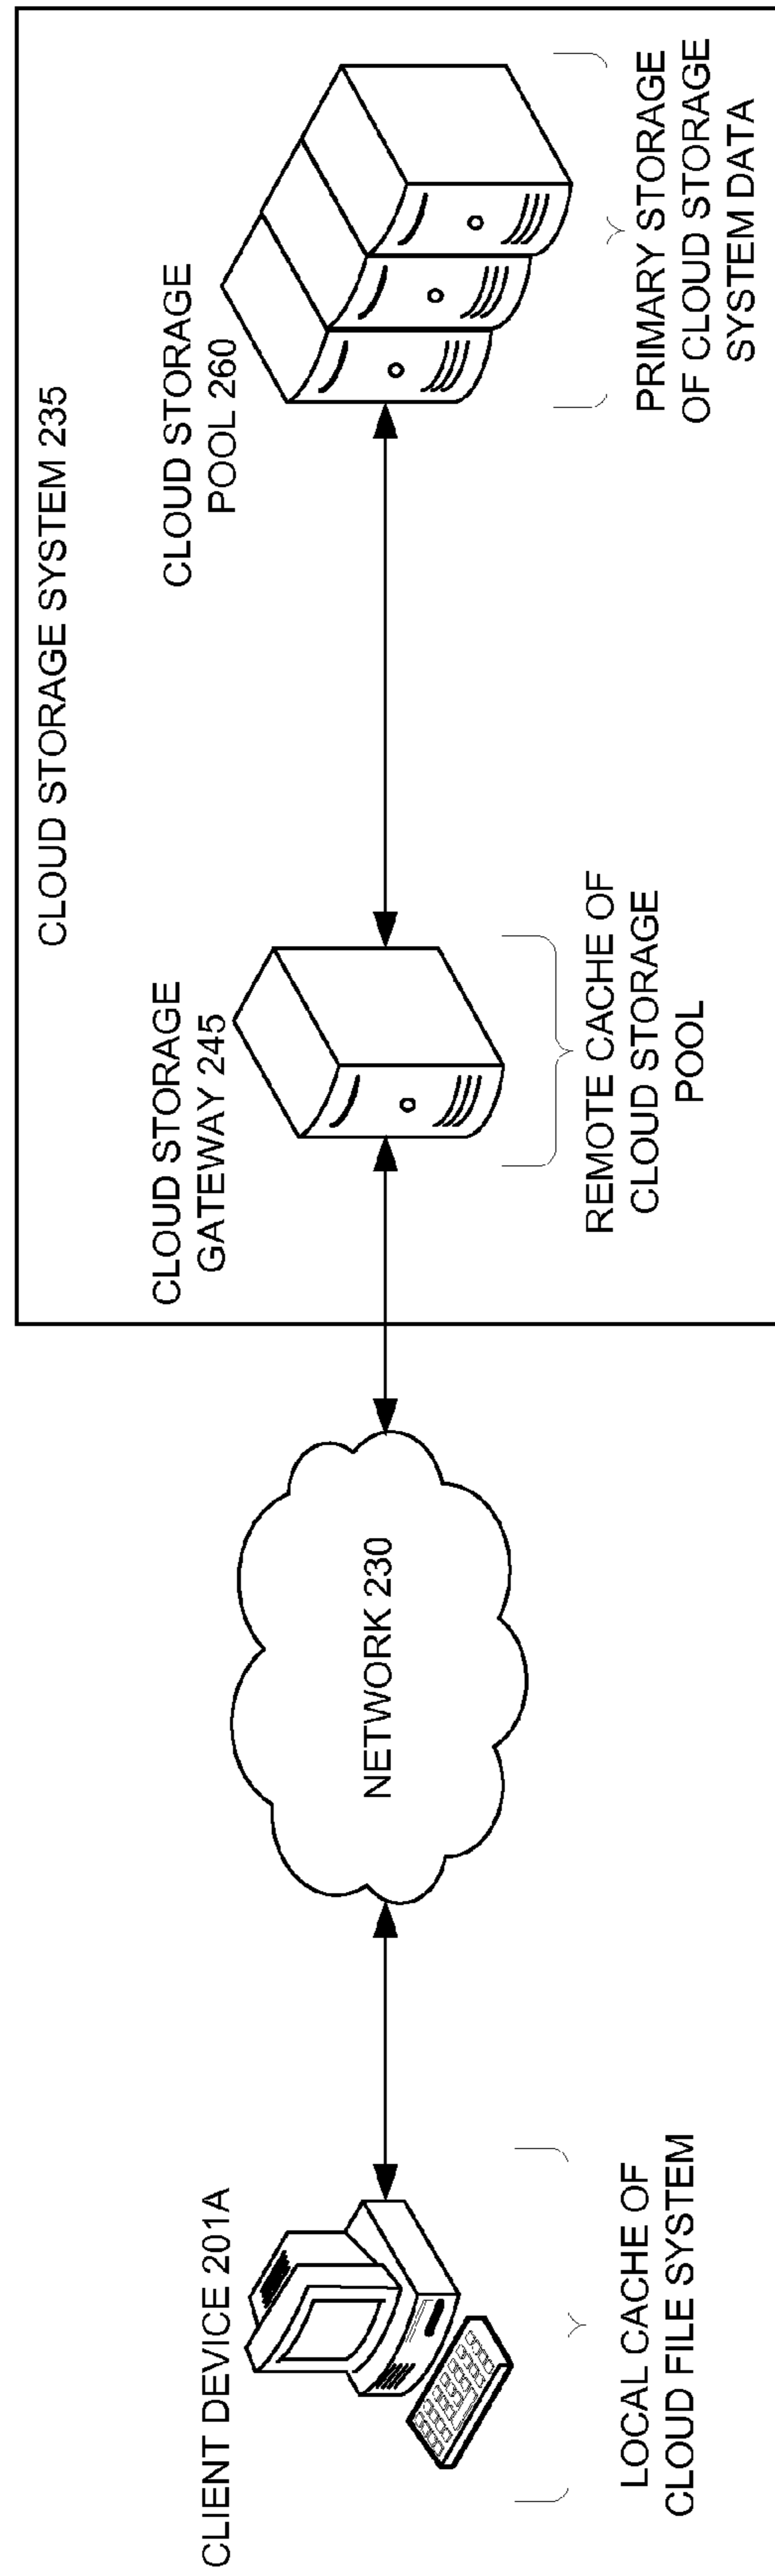 CLOUD STORAGE SYSTEM 235
CLIENT DEVICE 201A
NETWORK 230
CLOUD STORAGE
GATEWAY 245
CLOUD STORAGE
POOL 260
LOCAL CACHE OF
CLOUD FILE SYSTEM
REMOTE CACHE OF
CLOUD STORAGE
POOL
PRIMARY STORAGE
OF CLOUD STORAGE
SYSTEM DATA